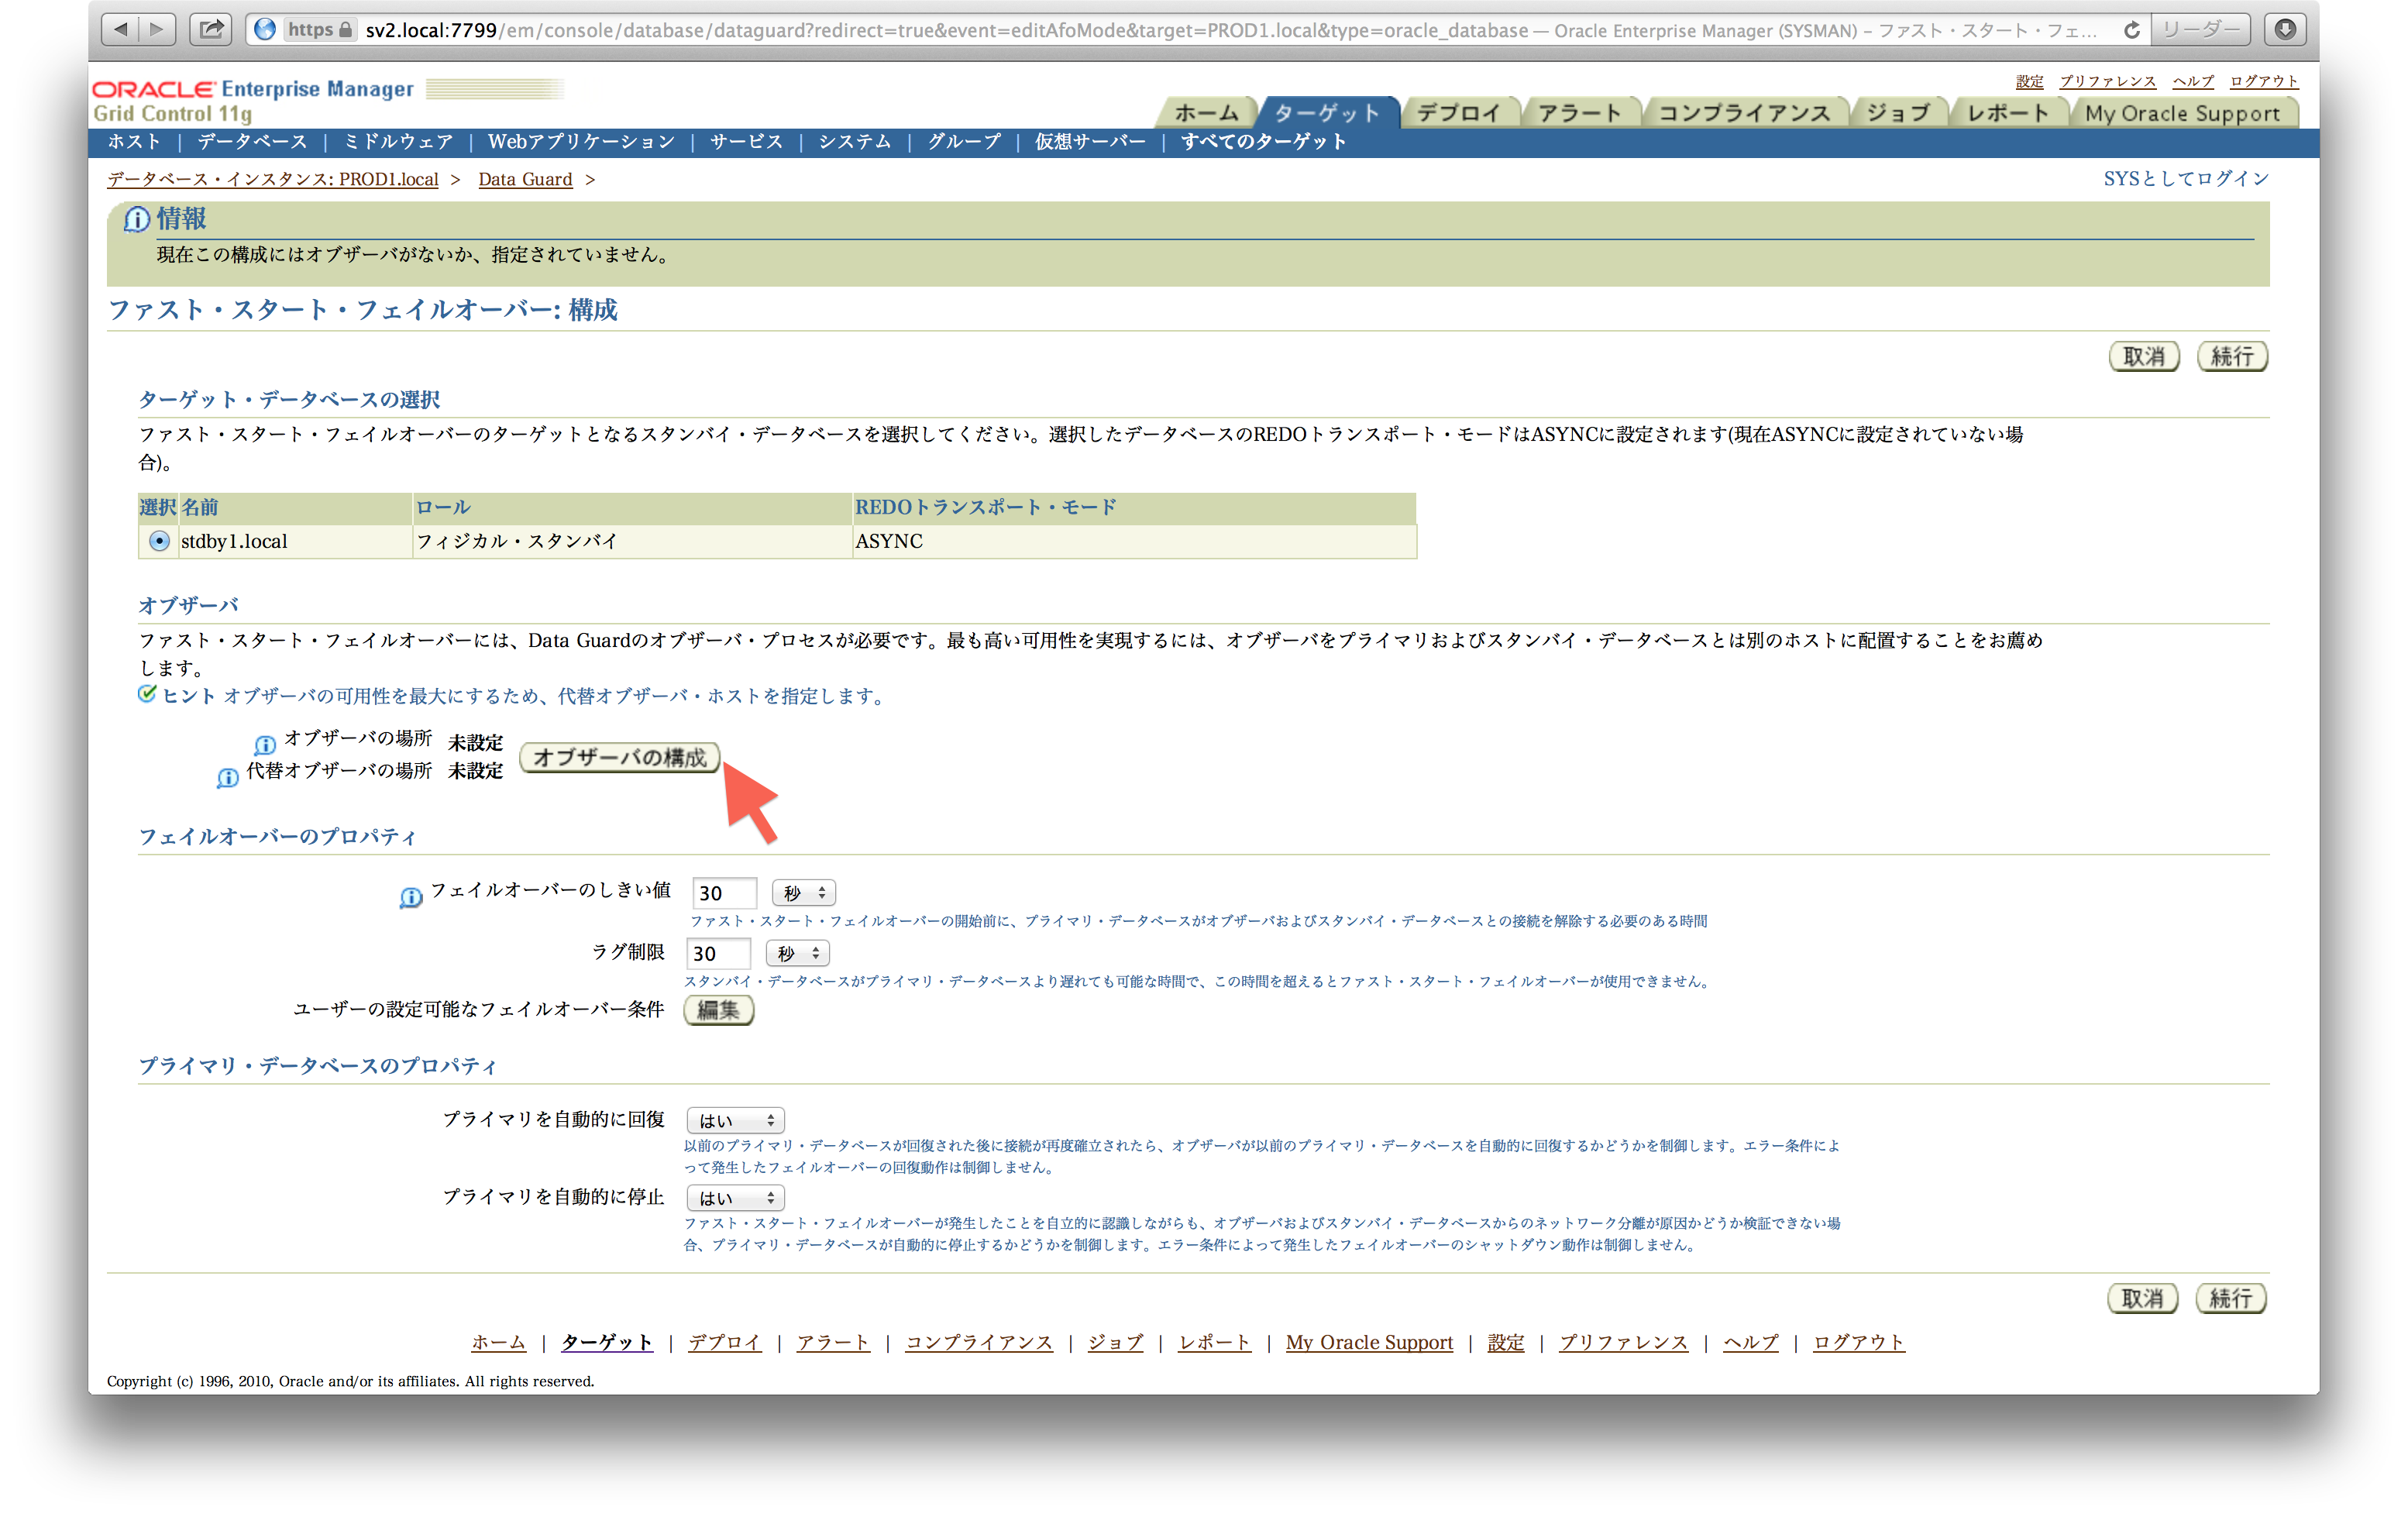 https sv2.local:7799/em/console/database/dataguard?redirect=true&event=editAfoMode&target=PROD1.local&type=oracle_database — Oracle Enterprise Manager (SYSMAN) – ファスト・スタート・フェ... リーダー
ORACLE Enterprise Manager
Grid Control 11g
設定 プリファレンス ヘルプ ログアウト
ホーム ターゲット デプロイ アラート コンプライアンス ジョブ レポート My Oracle Support
ホスト | データベース | ミドルウェア | Webアプリケーション | サービス | システム | グループ | 仮想サーバー | すべてのターゲット
データベース・インスタンス: PROD1.local > Data Guard >
SYSとしてログイン
情報
現在この構成にはオブザーバがないか、指定されていません。
ファスト・スタート・フェイルオーバー: 構成
取消 続行
ターゲット・データベースの選択
ファスト・スタート・フェイルオーバーのターゲットとなるスタンバイ・データベースを選択してください。選択したデータベースのREDOトランスポート・モードはASYNCに設定されます(現在ASYNCに設定されていない場
合)。
選択 名前 ロール REDOトランスポート・モード
stdby1.local フィジカル・スタンバイ ASYNC
オブザーバ
ファスト・スタート・フェイルオーバーには、Data Guardのオブザーバ・プロセスが必要です。最も高い可用性を実現するには、オブザーバをプライマリおよびスタンバイ・データベースとは別のホストに配置することをお薦め
します。
ヒント オブザーバの可用性を最大にするため、代替オブザーバ・ホストを指定します。
オブザーバの場所 未設定
オブザーバの構成
代替オブザーバの場所 未設定
フェイルオーバーのプロパティ
フェイルオーバーのしきい値 30 秒
ファスト・スタート・フェイルオーバーの開始前に、プライマリ・データベースがオブザーバおよびスタンバイ・データベースとの接続を解除する必要のある時間
ラグ制限 30 秒
スタンバイ・データベースがプライマリ・データベースより遅れても可能な時間で、この時間を超えるとファスト・スタート・フェイルオーバーが使用できません。
ユーザーの設定可能なフェイルオーバー条件 編集
プライマリ・データベースのプロパティ
プライマリを自動的に回復 はい
以前のプライマリ・データベースが回復された後に接続が再度確立されたら、オブザーバが以前のプライマリ・データベースを自動的に回復するかどうかを制御します。エラー条件によ
って発生したフェイルオーバーの回復動作は制御しません。
プライマリを自動的に停止 はい
ファスト・スタート・フェイルオーバーが発生したことを自立的に認識しながらも、オブザーバおよびスタンバイ・データベースからのネットワーク分離が原因かどうか検証できない場
合、プライマリ・データベースが自動的に停止するかどうかを制御します。エラー条件によって発生したフェイルオーバーのシャットダウン動作は制御しません。
取消 続行
ホーム | ターゲット | デプロイ | アラート | コンプライアンス | ジョブ | レポート | My Oracle Support | 設定 | プリファレンス | ヘルプ | ログアウト
Copyright (c) 1996, 2010, Oracle and/or its affiliates. All rights reserved.